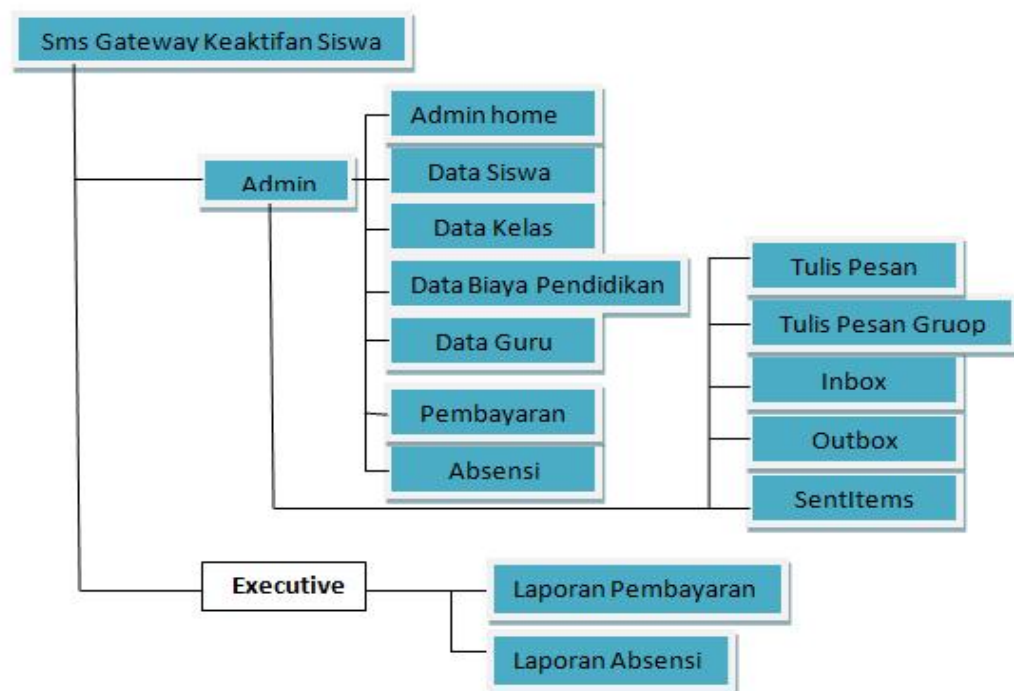 Sms Gateway Keaktifan Siswa
Admin home
Admin
Data Siswa
Data Kelas
Data Biaya Pendidikan
Data Guru
Pembayaran
Absensi
Tulis Pesan
Tulis Pesan Gruop
Inbox
Outbox
SentItems
Executive
Laporan Pembayaran
Laporan Absensi